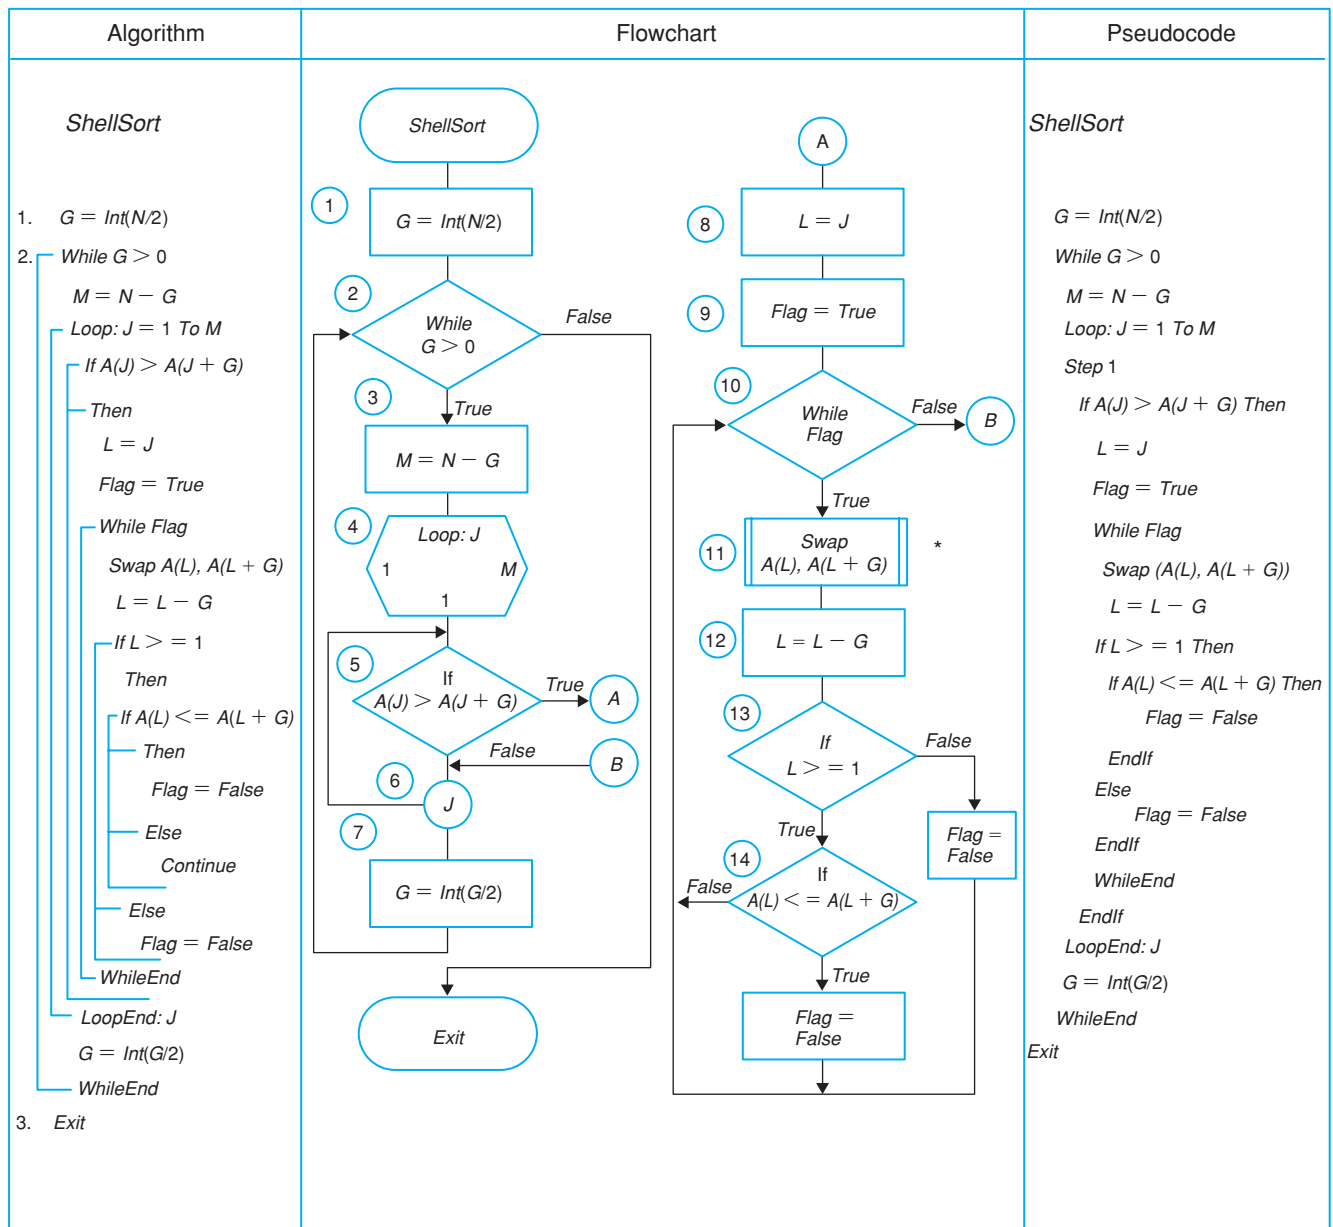 Algorithm
Flowchart
Pseudocode
ShellSort
1. G = Int(N/2)
2. While G > 0
M = N − G
Loop: J = 1 To M
If A(J) > A(J + G)
Then
L = J
Flag = True
While Flag
Swap A(L), A(L + G)
L = L − G
If L > = 1
Then
If A(L) < = A(L + G)
Then
Flag = False
Else
Continue
Else
Flag = False
WhileEnd
LoopEnd: J
G = Int(G/2)
WhileEnd
3. Exit
ShellSort
1
G = Int(N/2)
2
While
G > 0
False
3
True
M = N − G
4
Loop: J
1 M
1
5
If
A(J) > A(J + G)
True
A
False
B
6
J
7
G = Int(G/2)
Exit
A
8
L = J
9
Flag = True
10
While
Flag
False
B
True
11
Swap
A(L), A(L + G)
*
12
L = L − G
13
If
L > = 1
False
True
Flag =
False
14
If
A(L) < = A(L + G)
False
True
Flag =
False
ShellSort
G = Int(N/2)
While G > 0
M = N − G
Loop: J = 1 To M
Step 1
If A(J) > A(J + G) Then
L = J
Flag = True
While Flag
Swap (A(L), A(L + G))
L = L − G
If L > = 1 Then
If A(L) < = A(L + G) Then
Flag = False
EndIf
Else
Flag = False
EndIf
WhileEnd
EndIf
LoopEnd: J
G = Int(G/2)
WhileEnd
Exit